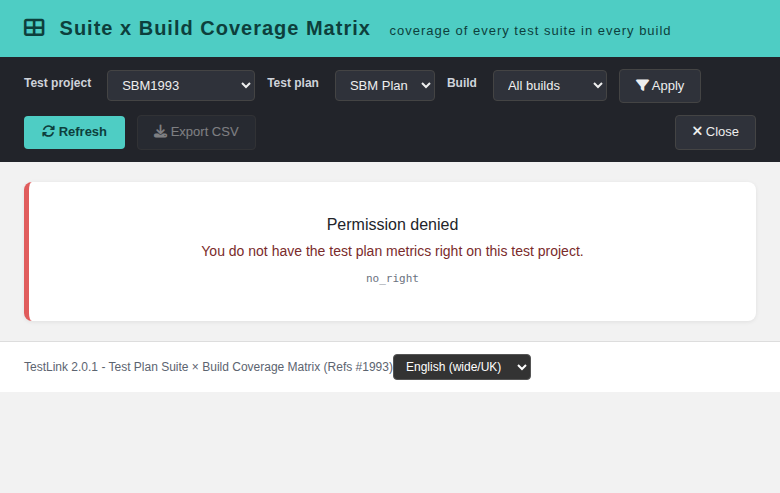 Suite x Build Coverage Matrix coverage of every test suite in every build
Test project SBM1993 Test plan SBM Plan Build All builds Apply
Refresh Export CSV Close
Permission denied
You do not have the test plan metrics right on this test project.
no_right
TestLink 2.0.1 - Test Plan Suite × Build Coverage Matrix (Refs #1993) English (wide/UK)